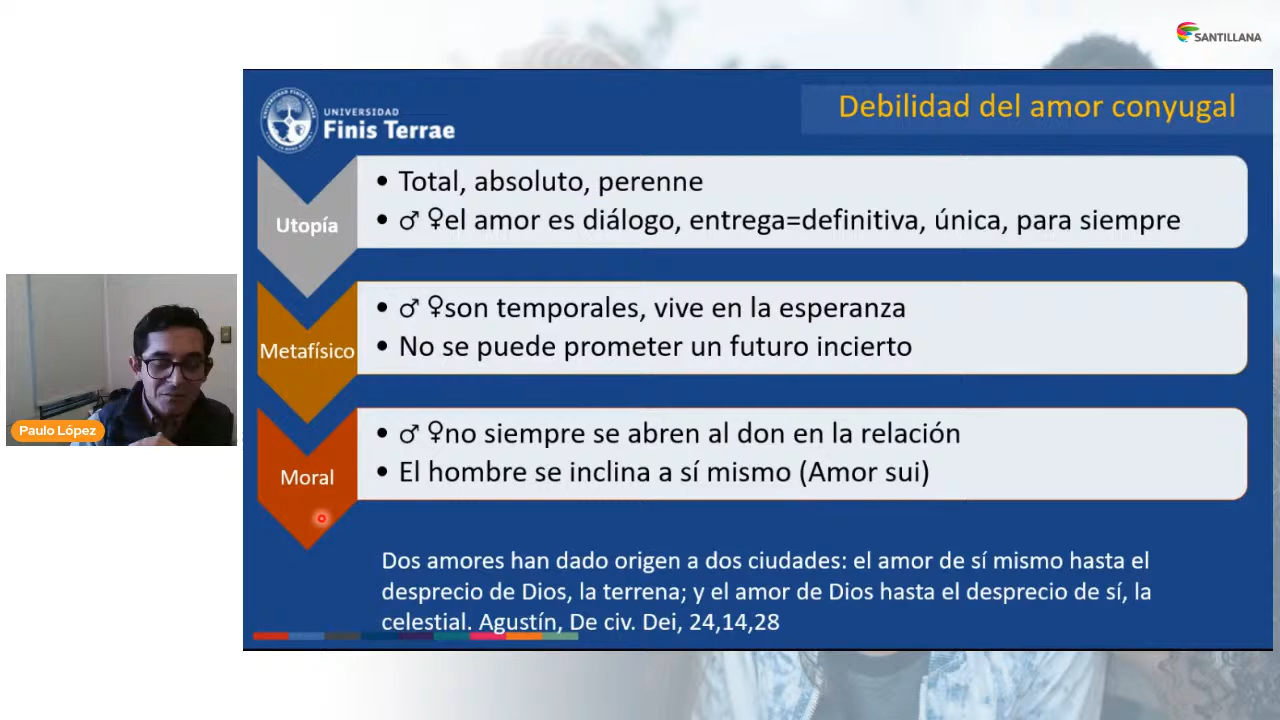 SANTILLANA
UNIVERSIDAD
Finis Terrae
Debilidad del amor conyugal
Utopía
• Total, absoluto, perenne
• ♂ ♀el amor es diálogo, entrega=definitiva, única, para siempre
Metafísico
• ♂ ♀son temporales, vive en la esperanza
• No se puede prometer un futuro incierto
Moral
• ♂ ♀no siempre se abren al don en la relación
• El hombre se inclina a sí mismo (Amor sui)
Paulo López
Dos amores han dado origen a dos ciudades: el amor de sí mismo hasta el
desprecio de Dios, la terrena; y el amor de Dios hasta el desprecio de sí, la
celestial. Agustín, De civ. Dei, 24,14,28